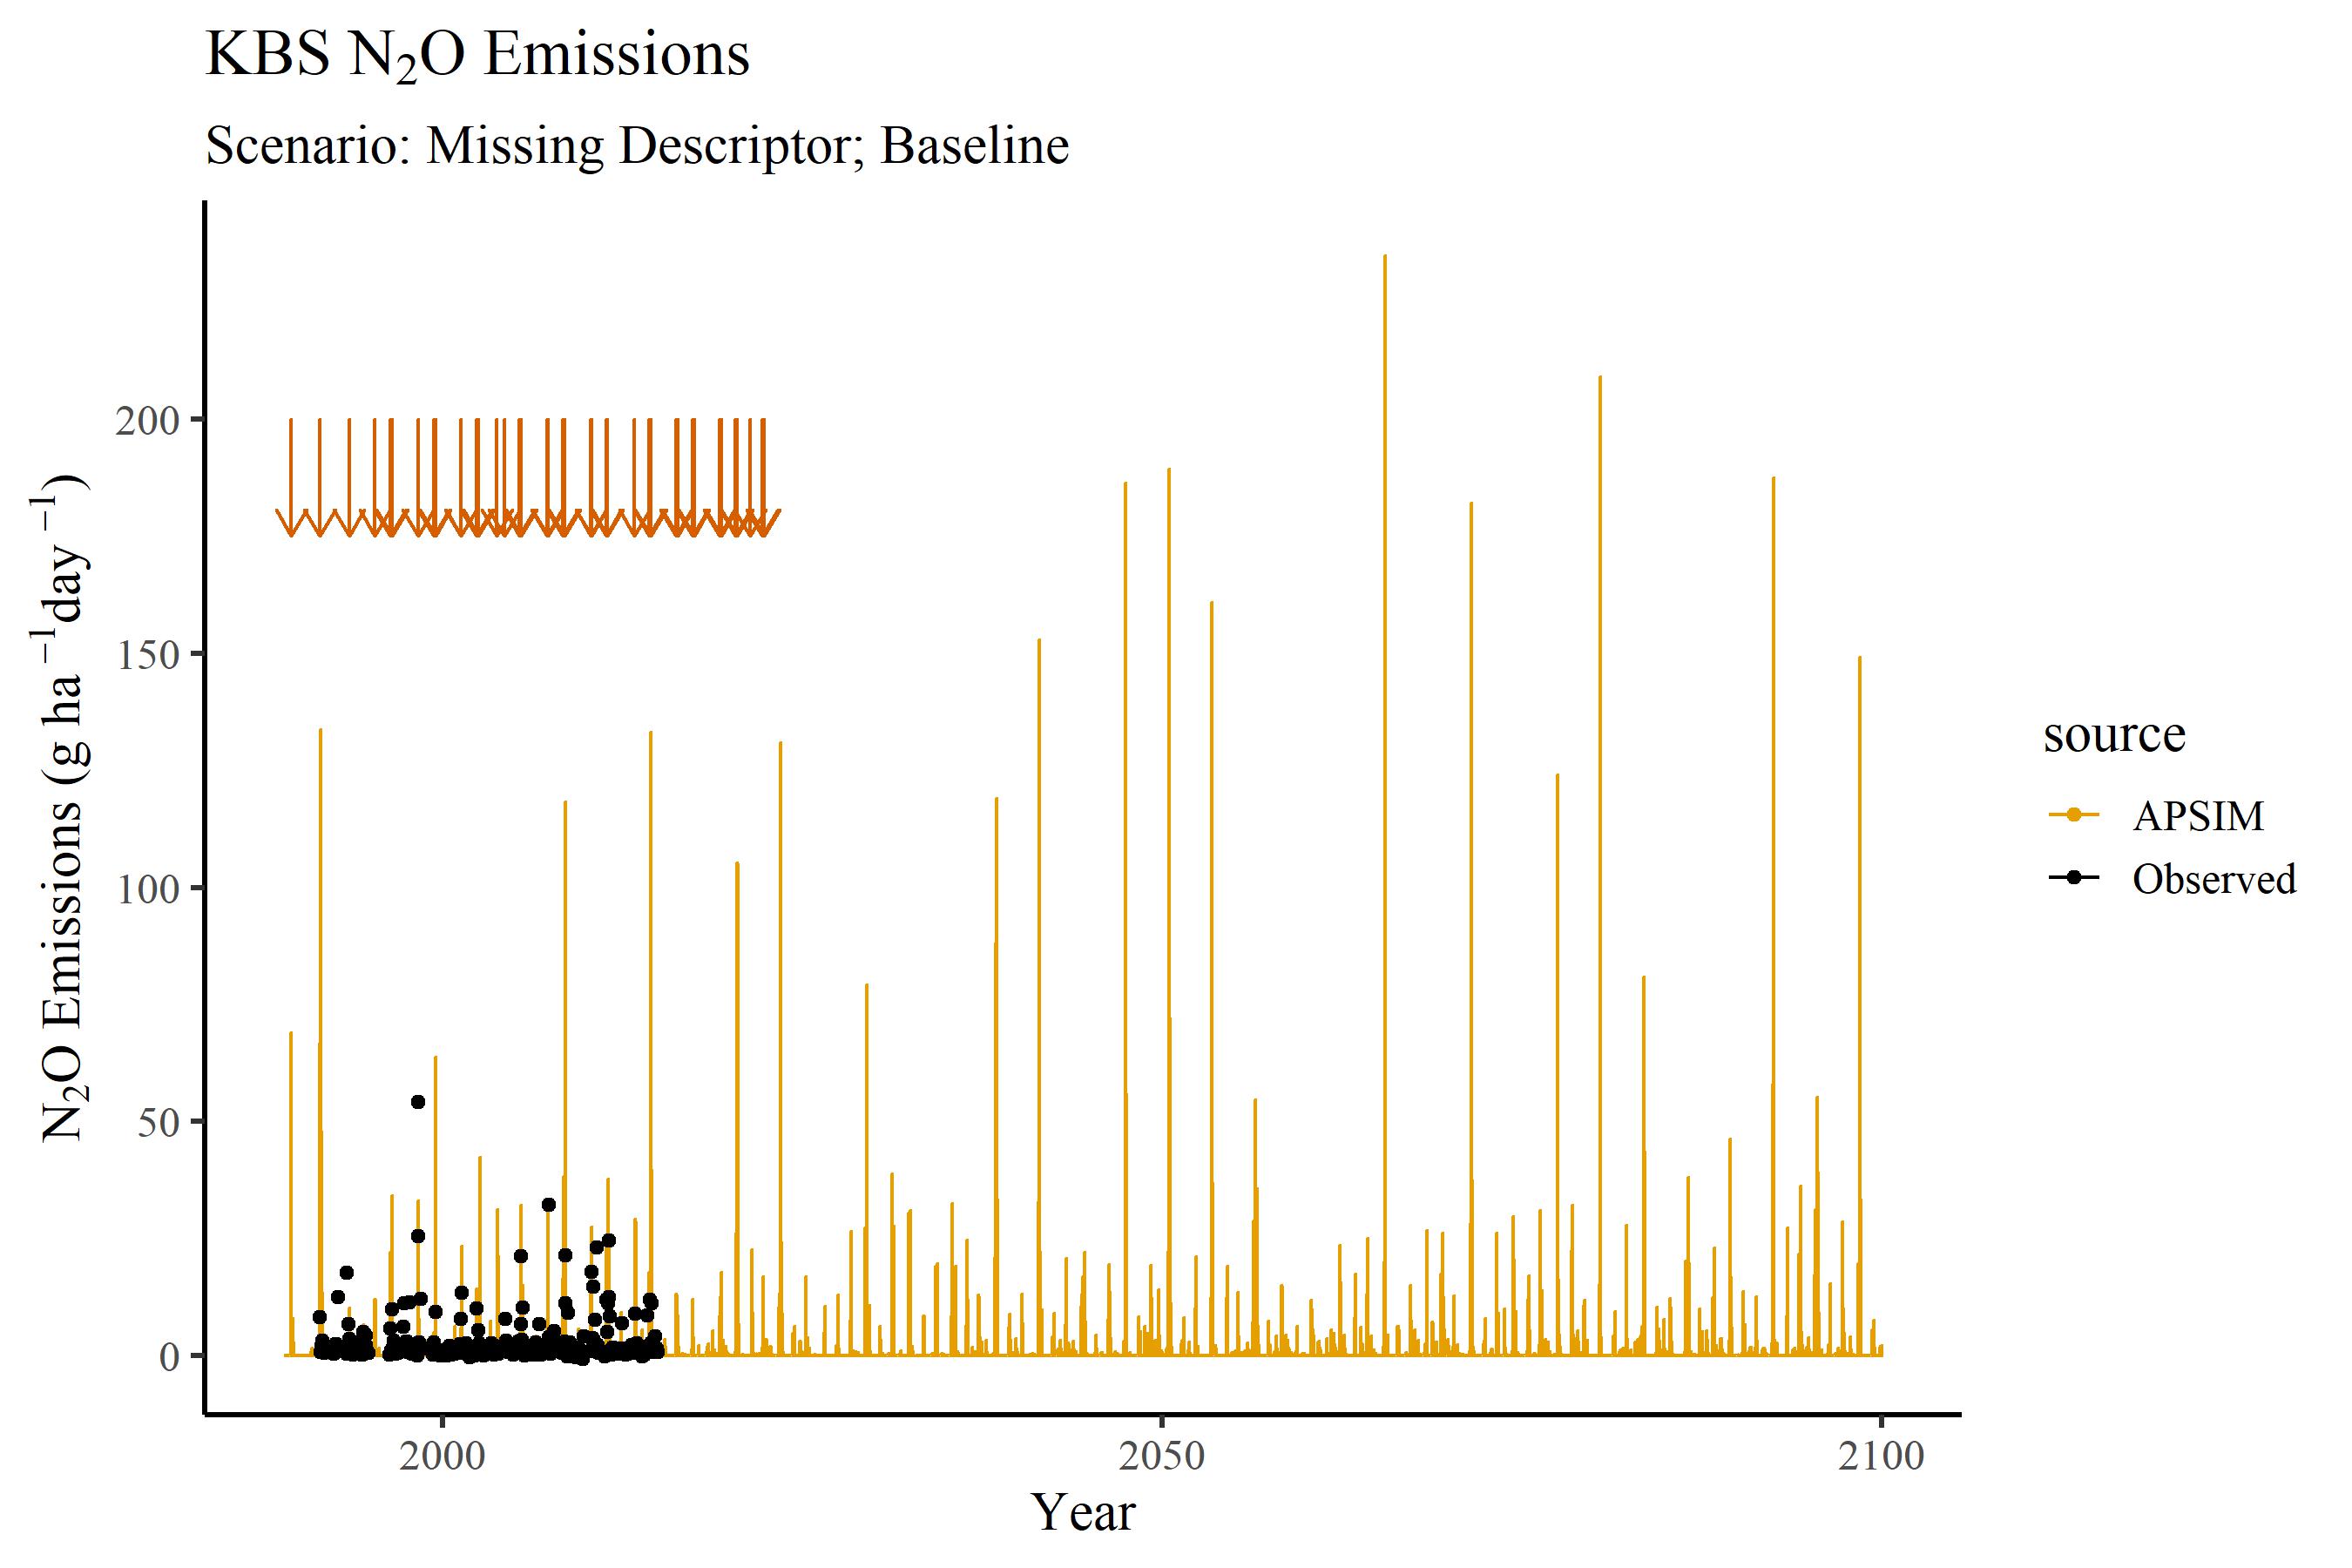 KBS N₂O Emissions
Scenario: Missing Descriptor; Baseline
N₂O Emissions (g ha ⁻¹day ⁻¹)
200
150
100
50
0
2000
2050
2100
Year
source
APSIM
Observed